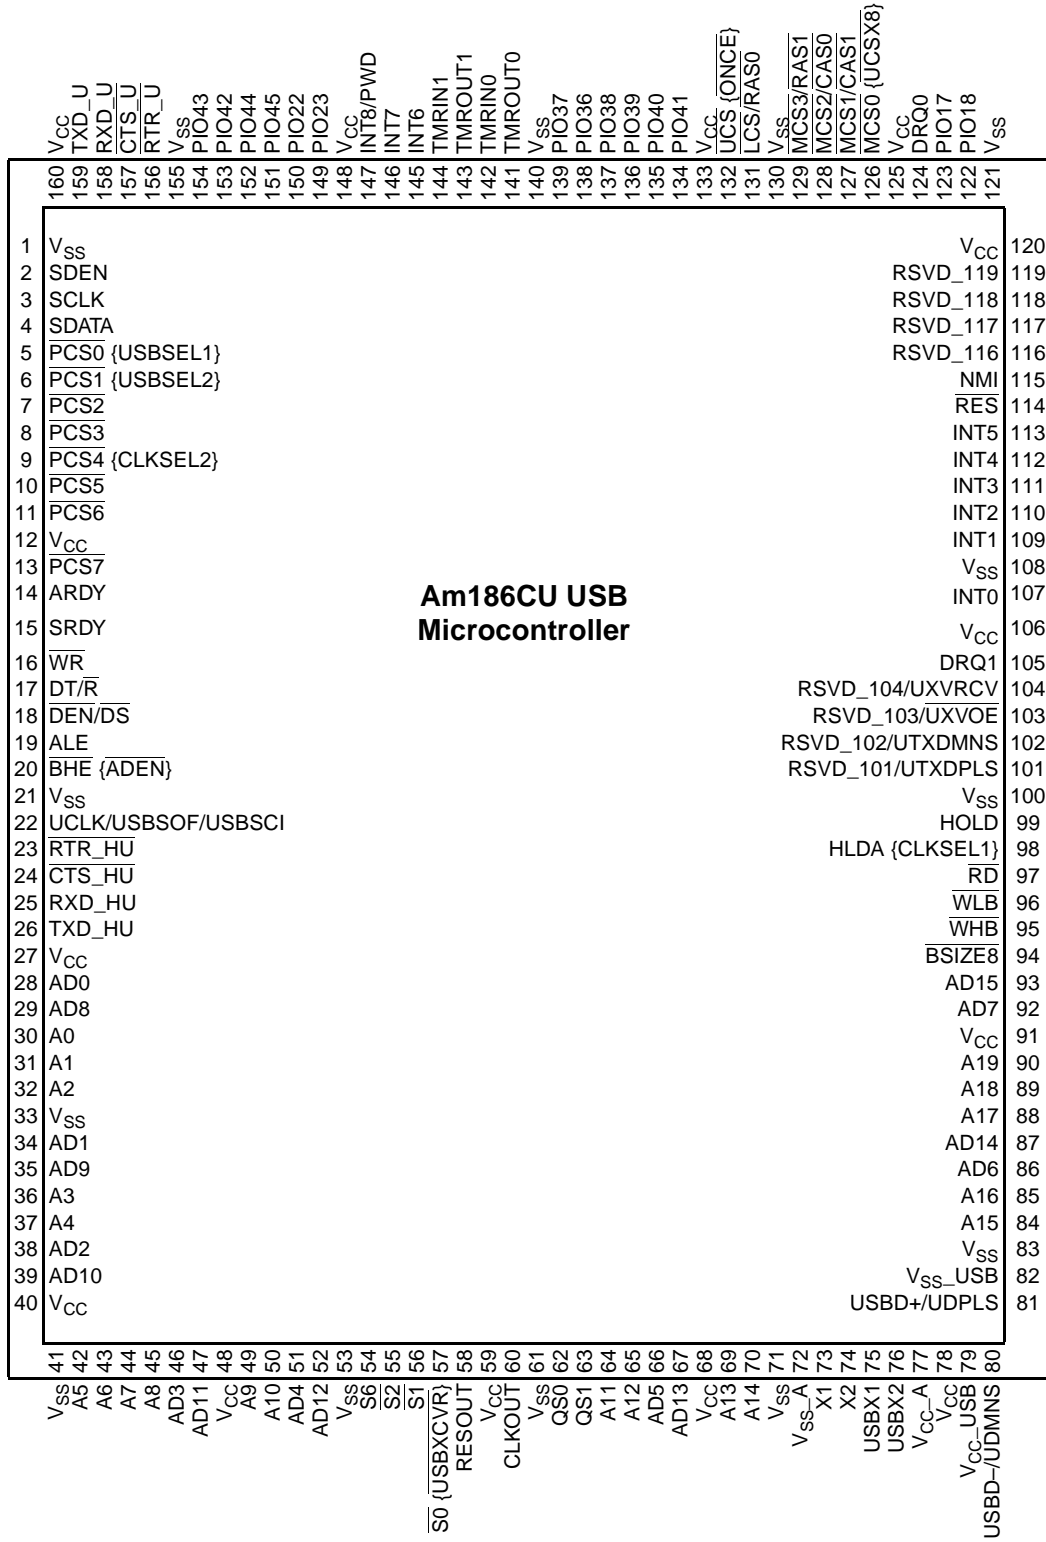 160 VCC
159 TXD_U
158 RXD_U
157 CTS_U
156 RTR_U
155 VSS
154 PIO43
153 PIO42
152 PIO44
151 PIO45
150 PIO22
149 PIO23
148 VCC
147 INT8/PWD
146 INT7
145 INT6
144 TMRIN1
143 TMROUT1
142 TMRIN0
141 TMROUT0
140 VSS
139 PIO37
138 PIO36
137 PIO38
136 PIO39
135 PIO40
134 PIO41
133 VCC
132 UCS {ONCE}
131 LCS/RAS0
130 VSS
129 MCS3/RAS1
128 MCS2/CAS0
127 MCS1/CAS1
126 MCS0 {UCSX8}
125 VCC
124 DRQ0
123 PIO17
122 PIO18
121 VSS
1 VSS
2 SDEN
3 SCLK
4 SDATA
5 PCS0 {USBSEL1}
6 PCS1 {USBSEL2}
7 PCS2
8 PCS3
9 PCS4 {CLKSEL2}
10 PCS5
11 PCS6
12 VCC
13 PCS7
14 ARDY
15 SRDY
16 WR
17 DT/R
18 DEN/DS
19 ALE
20 BHE {ADEN}
21 VSS
22 UCLK/USBSOF/USBSCI
23 RTR_HU
24 CTS_HU
25 RXD_HU
26 TXD_HU
27 VCC
28 AD0
29 AD8
30 A0
31 A1
32 A2
33 VSS
34 AD1
35 AD9
36 A3
37 A4
38 AD2
39 AD10
40 VCC
Am186CU USB
Microcontroller
VCC 120
RSVD_119 119
RSVD_118 118
RSVD_117 117
RSVD_116 116
NMI 115
RES 114
INT5 113
INT4 112
INT3 111
INT2 110
INT1 109
VSS 108
INT0 107
VCC 106
DRQ1 105
RSVD_104/UXVRCV 104
RSVD_103/UXVOE 103
RSVD_102/UTXDMNS 102
RSVD_101/UTXDPLS 101
VSS 100
HOLD 99
HLDA {CLKSEL1} 98
RD 97
WLB 96
WHB 95
BSIZE8 94
AD15 93
AD7 92
VCC 91
A19 90
A18 89
A17 88
AD14 87
AD6 86
A16 85
A15 84
VSS 83
VSS_USB 82
USBD+/UDPLS 81
VSS 41
A5 42
A6 43
A7 44
A8 45
AD3 46
AD11 47
VCC 48
A9 49
A10 50
AD4 51
AD12 52
VSS 53
S6 54
S2 55
S1 56
S0 {USBXCVR} 57
RESOUT 58
VCC 59
CLKOUT 60
VSS 61
QS0 62
QS1 63
A11 64
A12 65
AD5 66
AD13 67
VCC 68
A13 69
A14 70
VSS 71
VSS_A 72
X1 73
X2 74
USBX1 75
USBX2 76
VCC_A 77
VCC 78
VCC_USB 79
USBD–/UDMNS 80